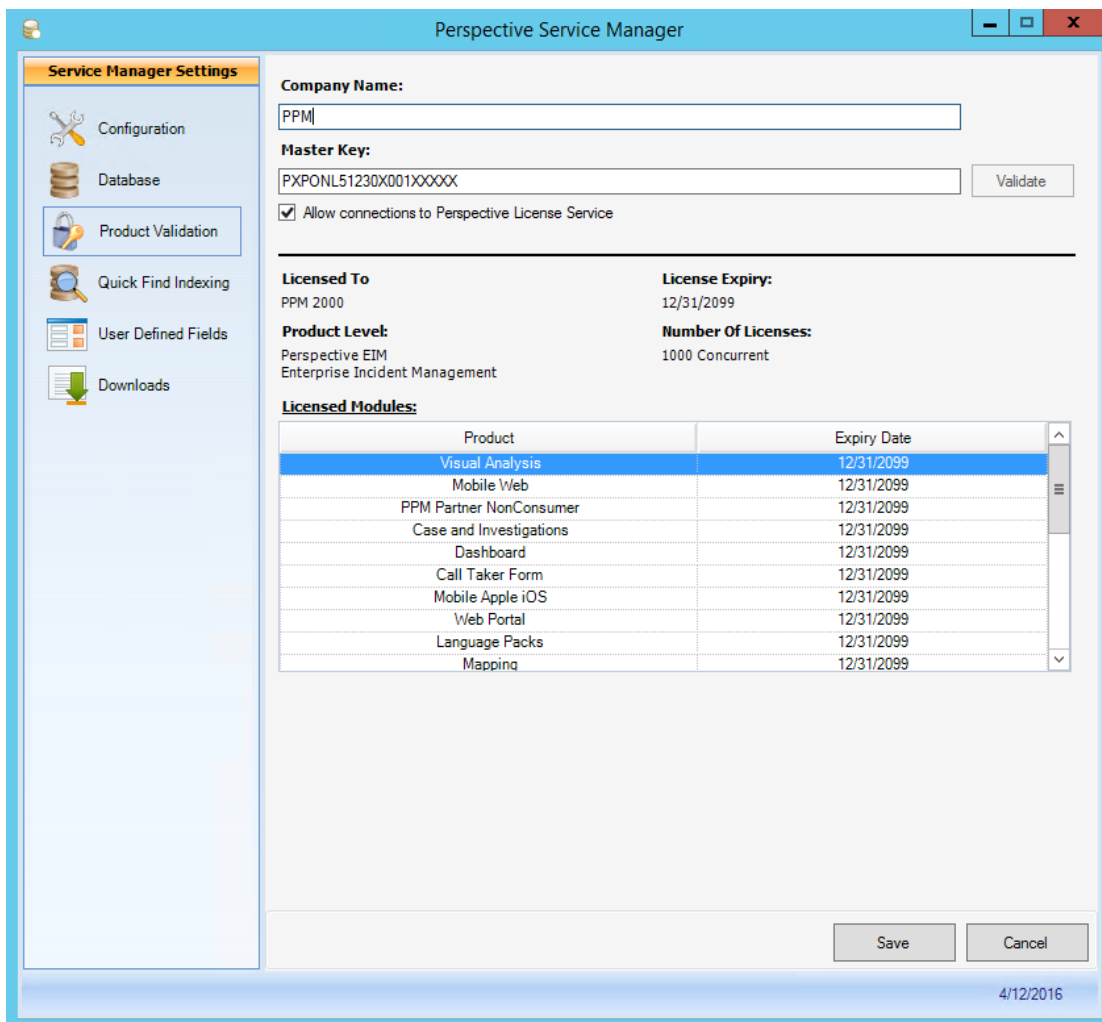 Perspective Service Manager
Service Manager Settings
Configuration
Database
Product Validation
Quick Find Indexing
User Defined Fields
Downloads
Company Name:
PPM
Master Key:
PXPONL51230X001XXXXX
Validate
Allow connections to Perspective License Service
Licensed To
PPM 2000
License Expiry:
12/31/2099
Product Level:
Perspective EIM
Enterprise Incident Management
Number Of Licenses:
1000 Concurrent
Licensed Modules:
Product Expiry Date
Visual Analysis 12/31/2099
Mobile Web 12/31/2099
PPM Partner NonConsumer 12/31/2099
Case and Investigations 12/31/2099
Dashboard 12/31/2099
Call Taker Form 12/31/2099
Mobile Apple iOS 12/31/2099
Web Portal 12/31/2099
Language Packs 12/31/2099
Mapping 12/31/2099
Save Cancel
4/12/2016